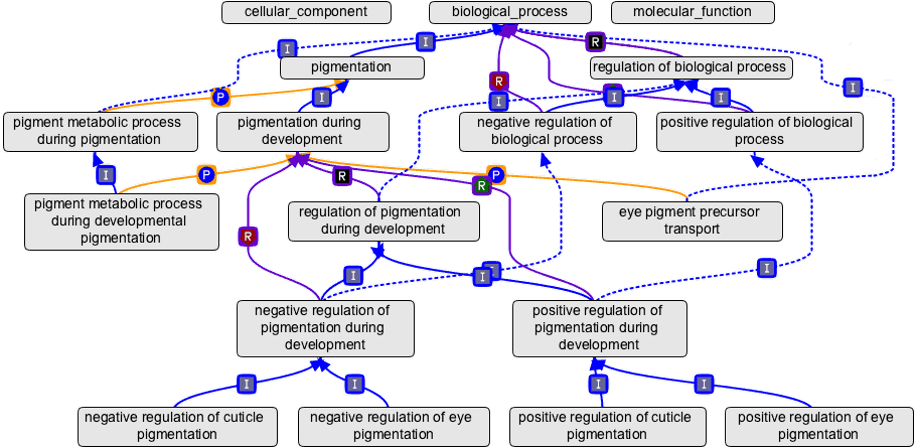 cellular_component
biological_process
molecular_function
I
I
R
pigmentation
regulation of biological process
R
I
P
I
I
I
I
pigment metabolic process
during pigmentation
pigmentation during
development
negative regulation of
biological process
positive regulation of biological
process
I
P
R
P
R
pigment metabolic process
during developmental
pigmentation
regulation of pigmentation
during development
eye pigment precursor
transport
R
I
I
I
I
negative regulation of
pigmentation during
development
positive regulation of
pigmentation during
development
I
I
I
I
negative regulation of cuticle
pigmentation
negative regulation of eye
pigmentation
positive regulation of cuticle
pigmentation
positive regulation of eye
pigmentation